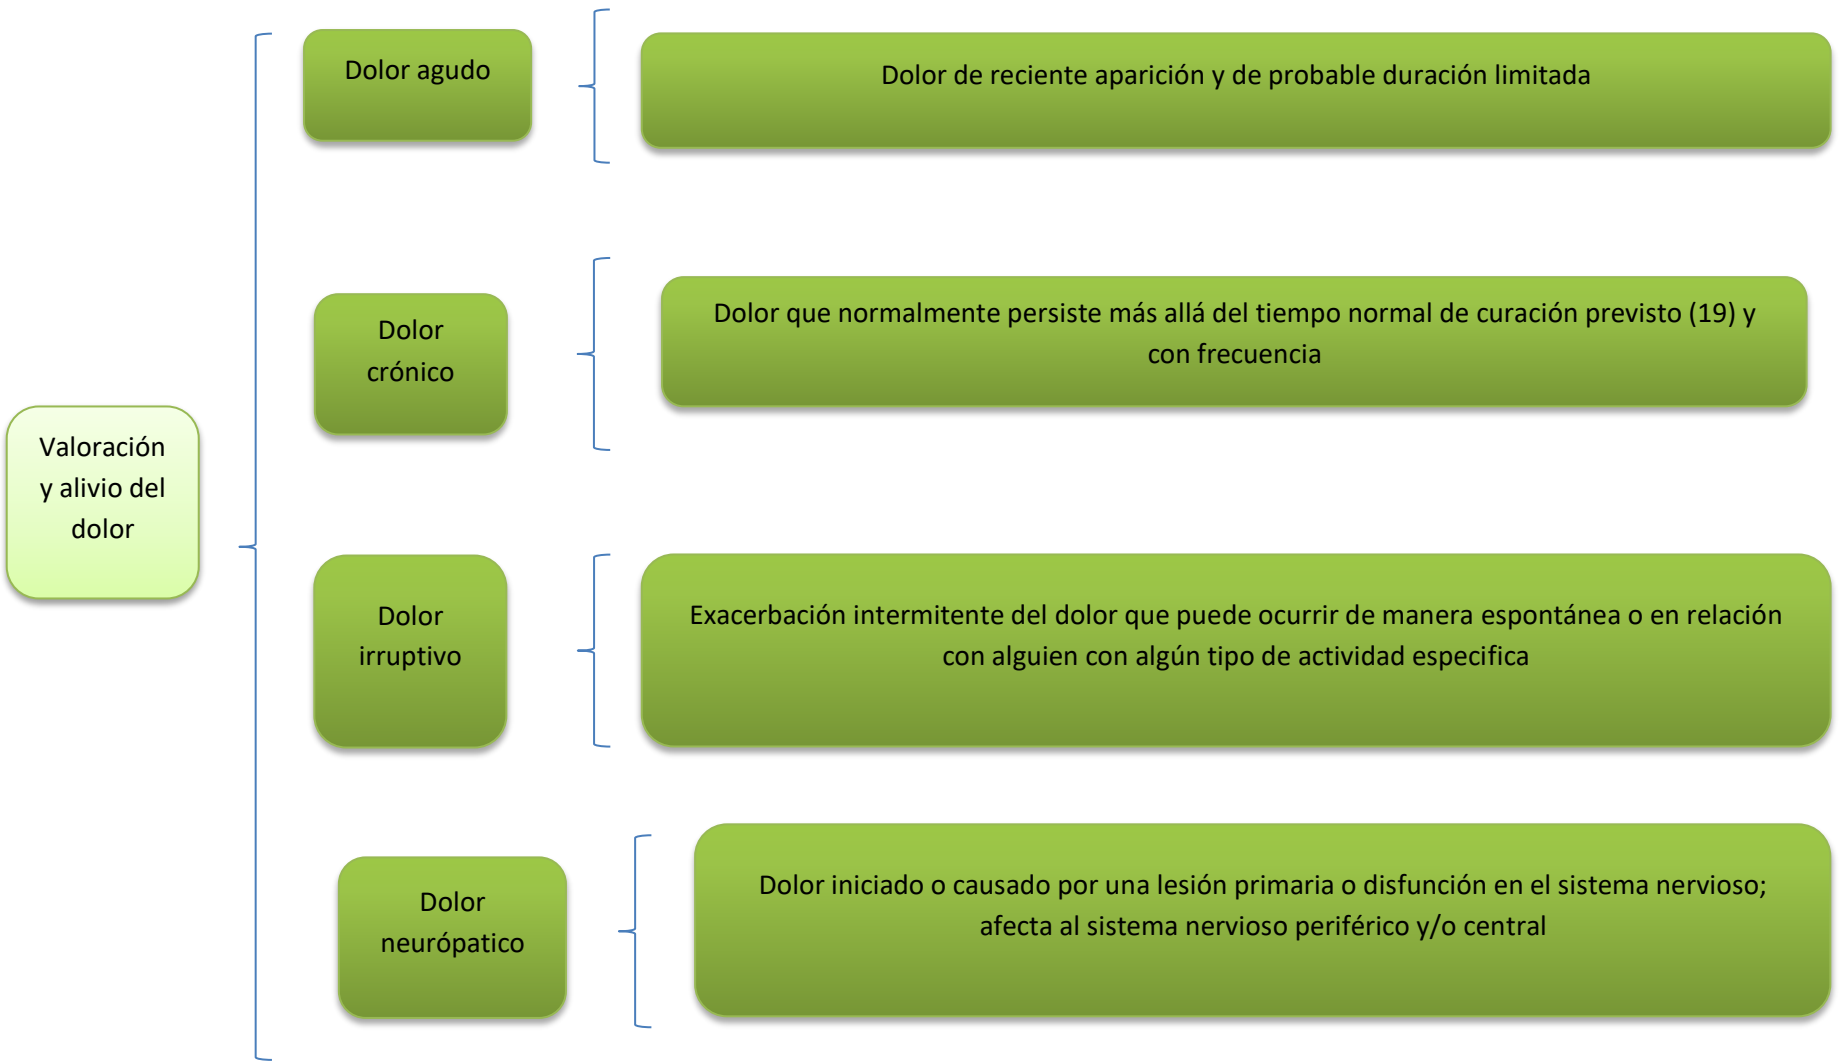 Valoración
y alivio del
dolor
Dolor agudo
Dolor de reciente aparición y de probable duración limitada
Dolor
crónico
Dolor que normalmente persiste más allá del tiempo normal de curación previsto (19) y
con frecuencia
Dolor
irruptivo
Exacerbación intermitente del dolor que puede ocurrir de manera espontánea o en relación
con alguien con algún tipo de actividad especifica
Dolor
neurópatico
Dolor iniciado o causado por una lesión primaria o disfunción en el sistema nervioso;
afecta al sistema nervioso periférico y/o central